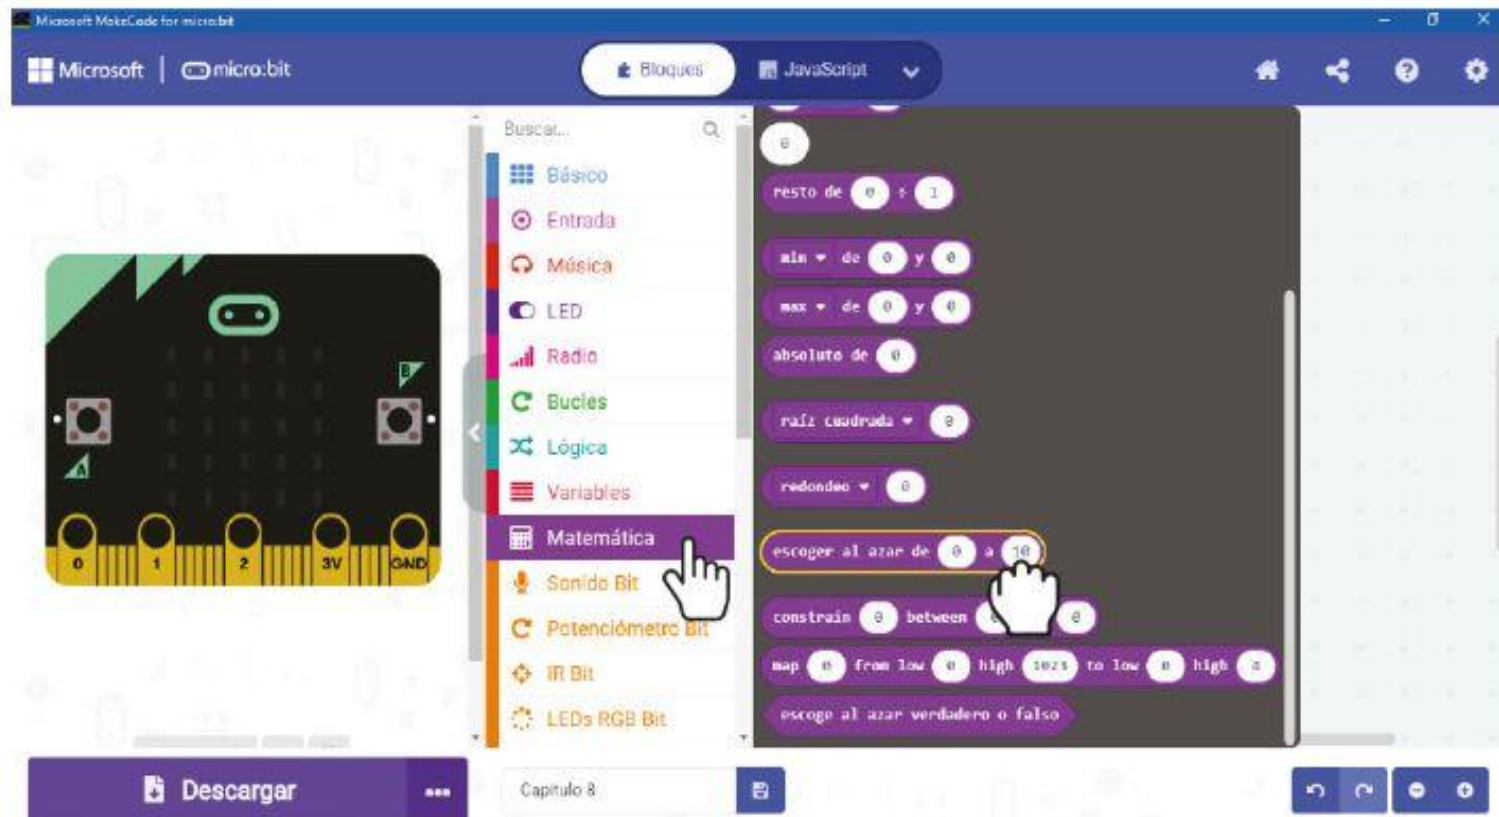 Microsoft MakeCode for micro:bit
Microsoft | micro:bit
Bloques
JavaScript
Buscar...
Básico
Entrada
Música
LED
Radio
Bucles
Lógica
Variables
Matemática
Sonido Bit
Potenciómetro Bit
IR Bit
LEDs RGB Bit
0
resto de 0 ÷ 1
min de 0 y 0
max de 0 y 0
absoluto de 0
raíz cuadrada 0
redondeo 0
escoger al azar de 0 a 10
constrain 0 between 0
map 0 from low 0 high 1023 to low 0 high 4
escoge al azar verdadero o falso
B
A
0 1 2 3V GND
Descargar
Capitulo 8